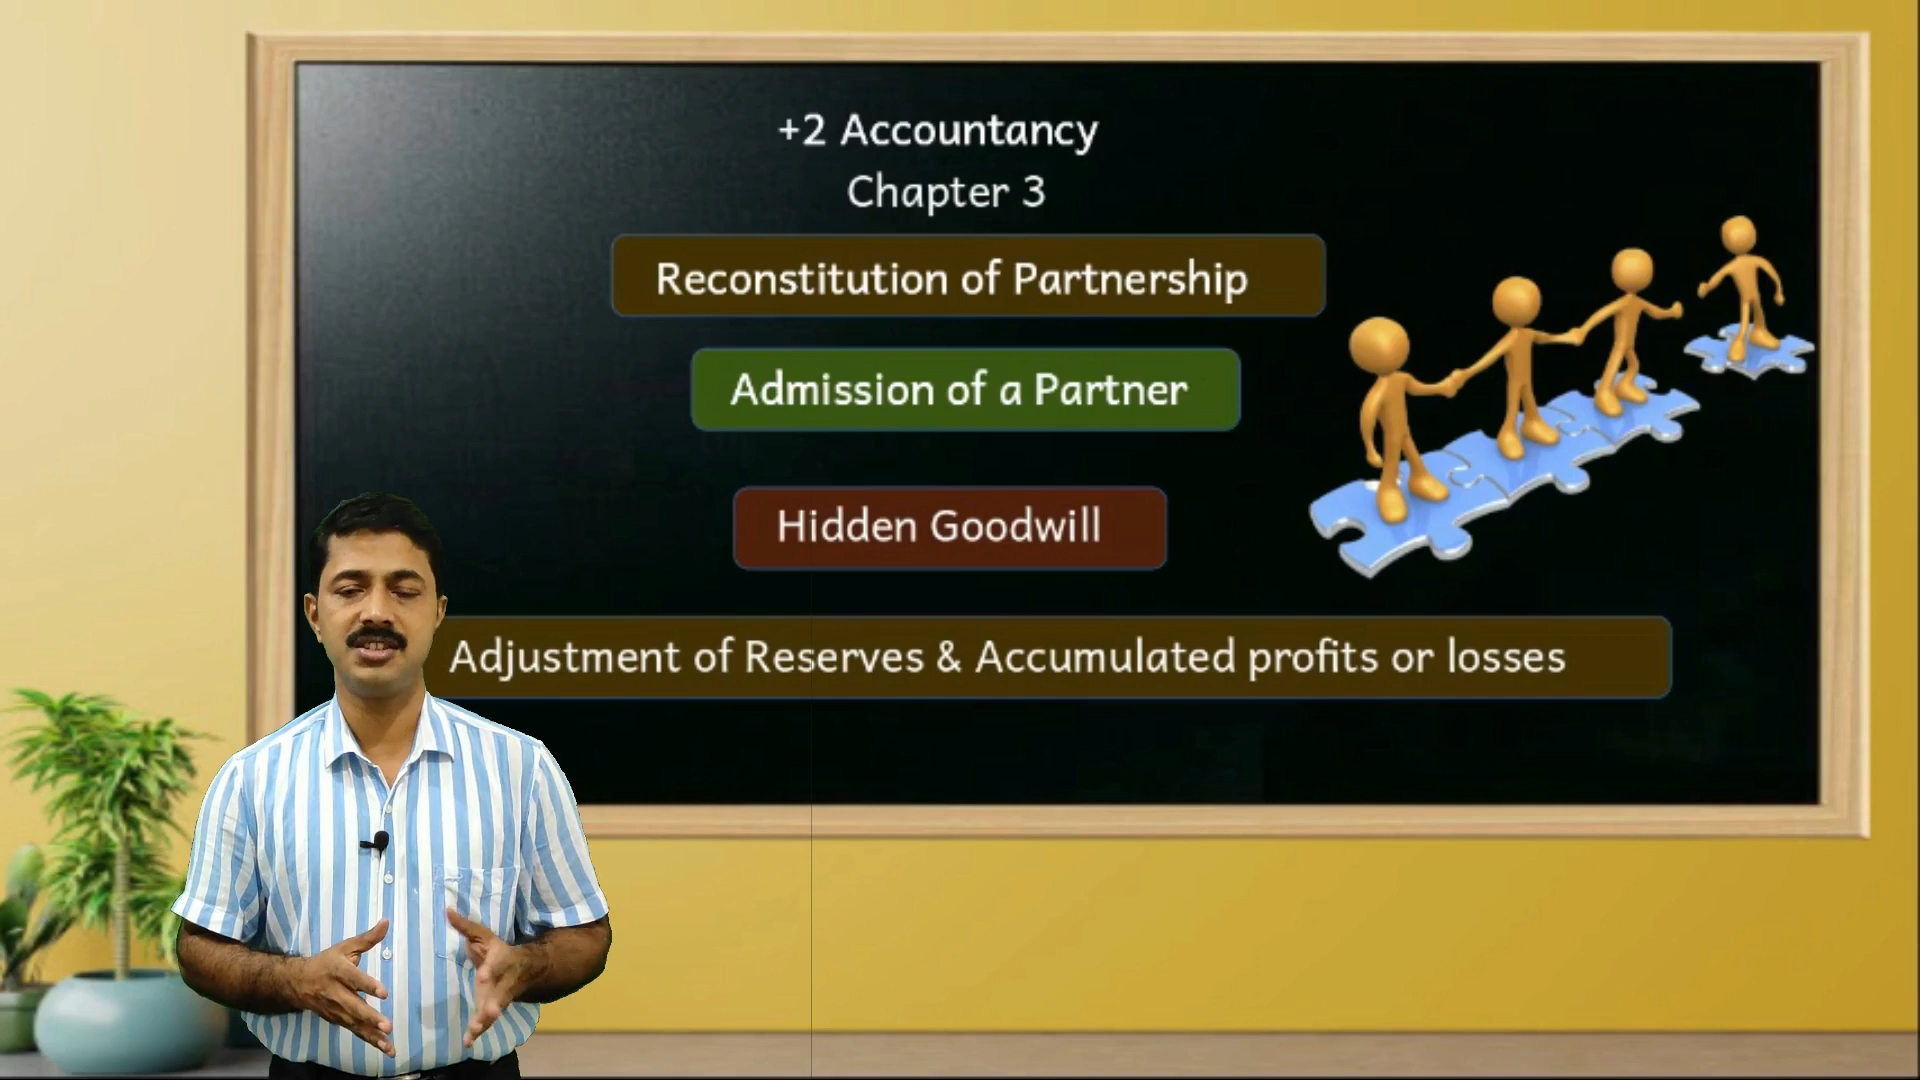 +2 Accountancy
Chapter 3
Reconstitution of Partnership
Admission of a Partner
Hidden Goodwill
Adjustment of Reserves & Accumulated profits or losses